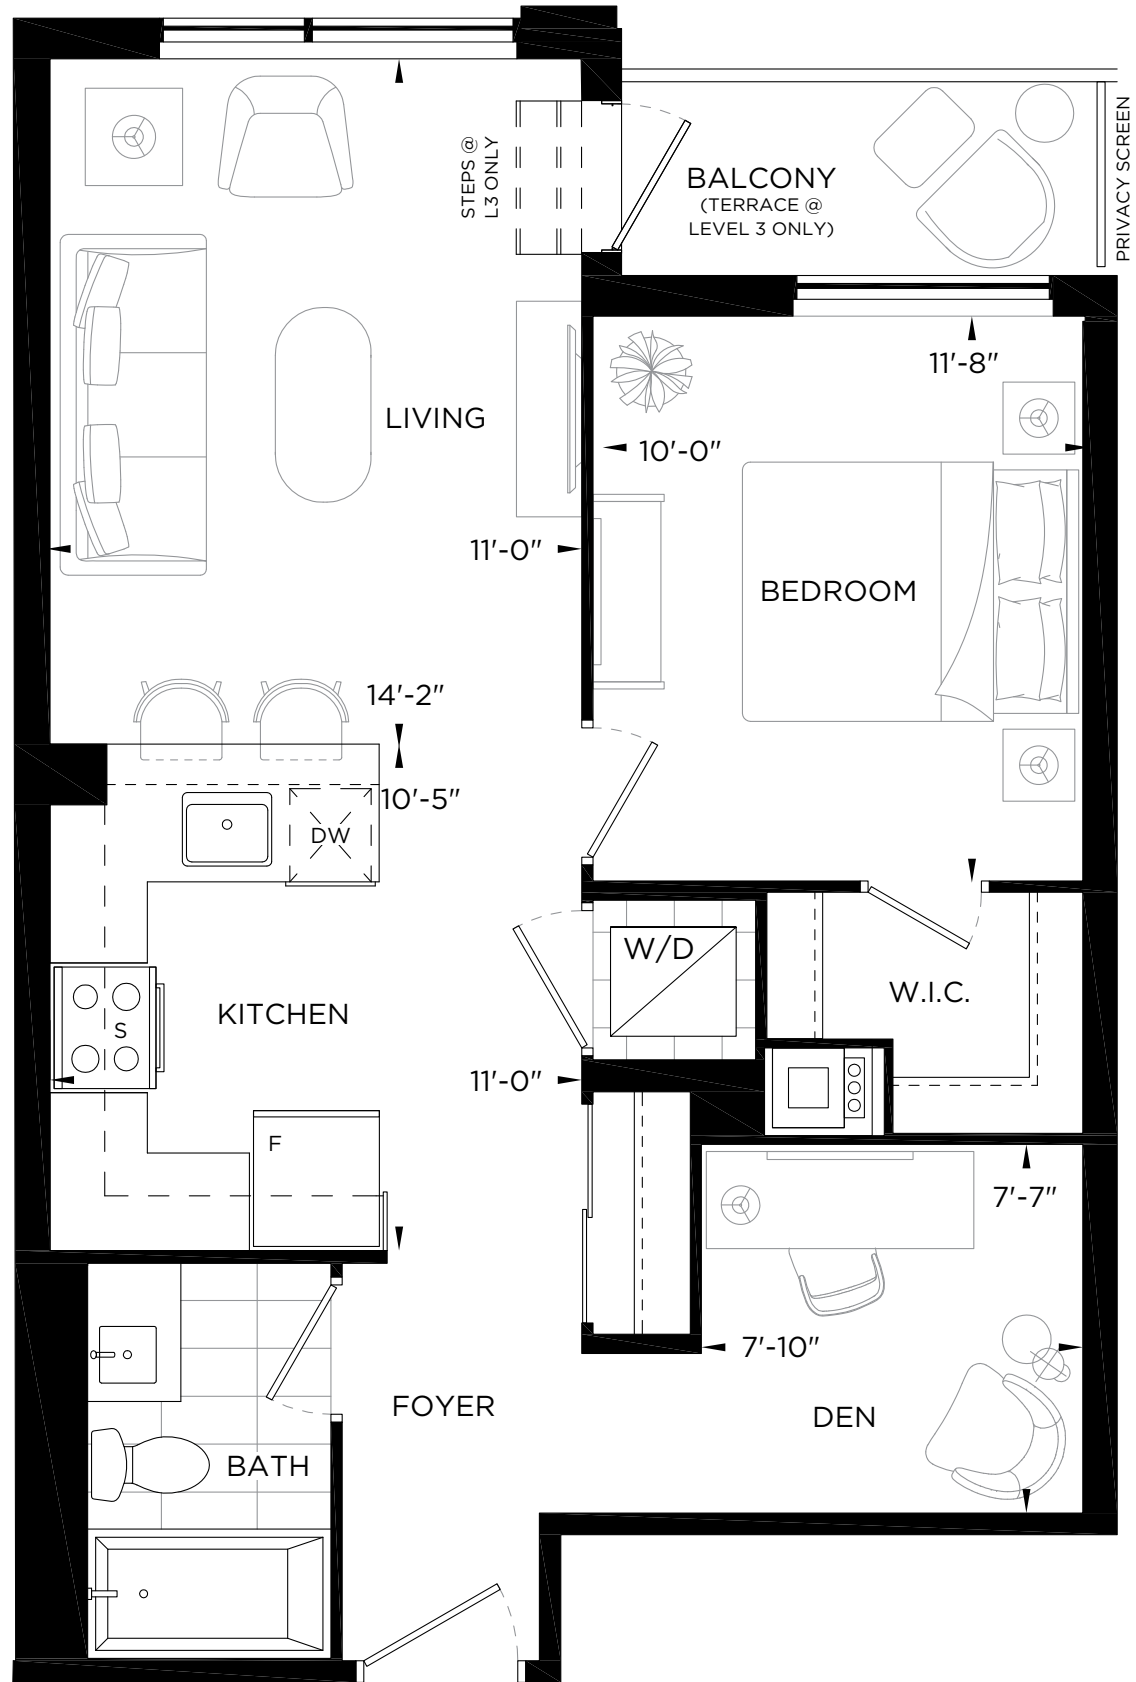 STEPS @
L3 ONLY
BALCONY
(TERRACE @
LEVEL 3 ONLY)
PRIVACY SCREEN
11'-8"
LIVING
10'-0"
11'-0"
BEDROOM
14'-2"
10'-5"
DW
W/D
W.I.C.
KITCHEN
S
11'-0"
F
7'-7"
7'-10"
FOYER
DEN
BATH